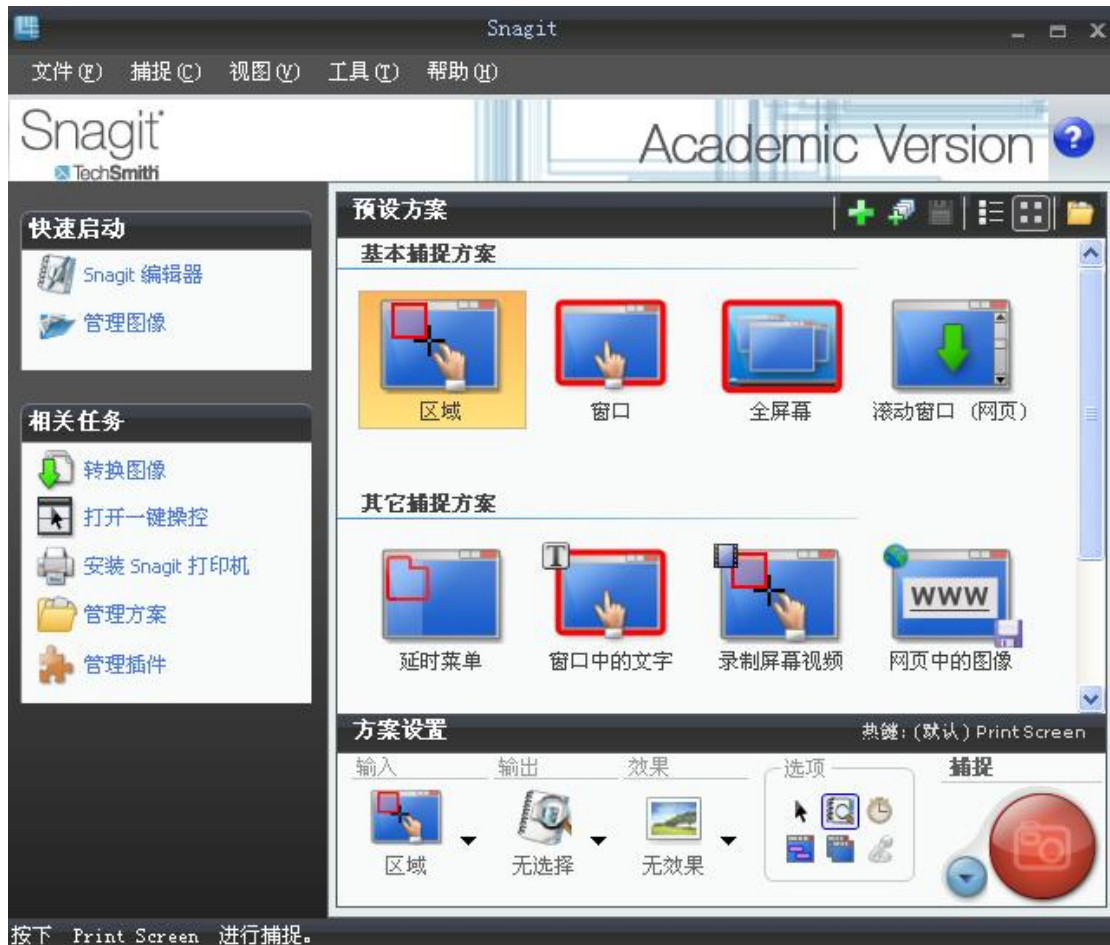 Snagit
文件(F) 捕捉(C) 视图(V) 工具(T) 帮助(H)
Snagit
TechSmith
Academic Version
?
快速启动
Snagit 编辑器
管理图像
相关任务
转换图像
打开一键操控
安装 Snagit 打印机
管理方案
管理插件
预设方案
基本捕捉方案
区域 窗口 全屏幕 滚动窗口 (网页)
其它捕捉方案
T
WWW
延时菜单 窗口中的文字 录制屏幕视频 网页中的图像
方案设置 热键:(默认) Print Screen
输入 输出 效果 选项 捕捉
区域 无选择 无效果
按下 Print Screen 进行捕捉。